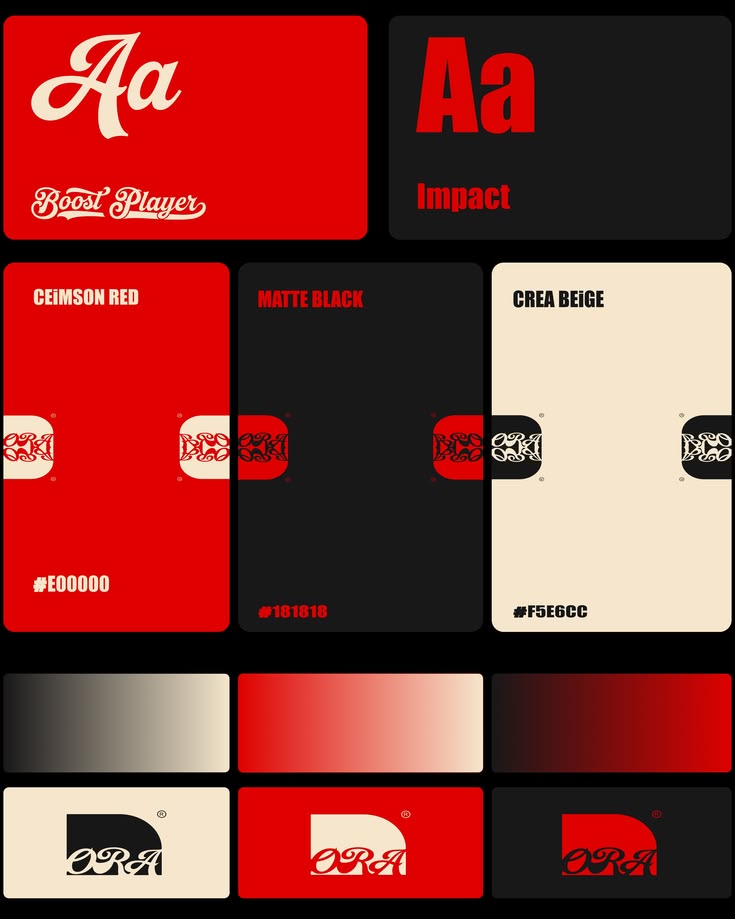 Aa
Boost Player
Aa
Impact
CEiMSON RED
MATTE BLACK
CREA BEiGE
#E00000
#181818
#F5E6CC
ORA
®
ORA
®
ORA
®